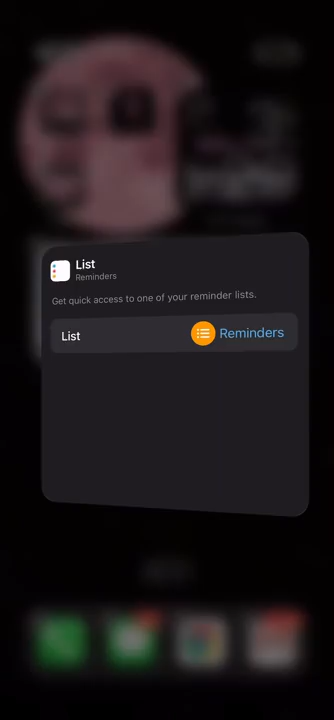 List
Reminders
Get quick access to one of your reminder lists.
List Reminders